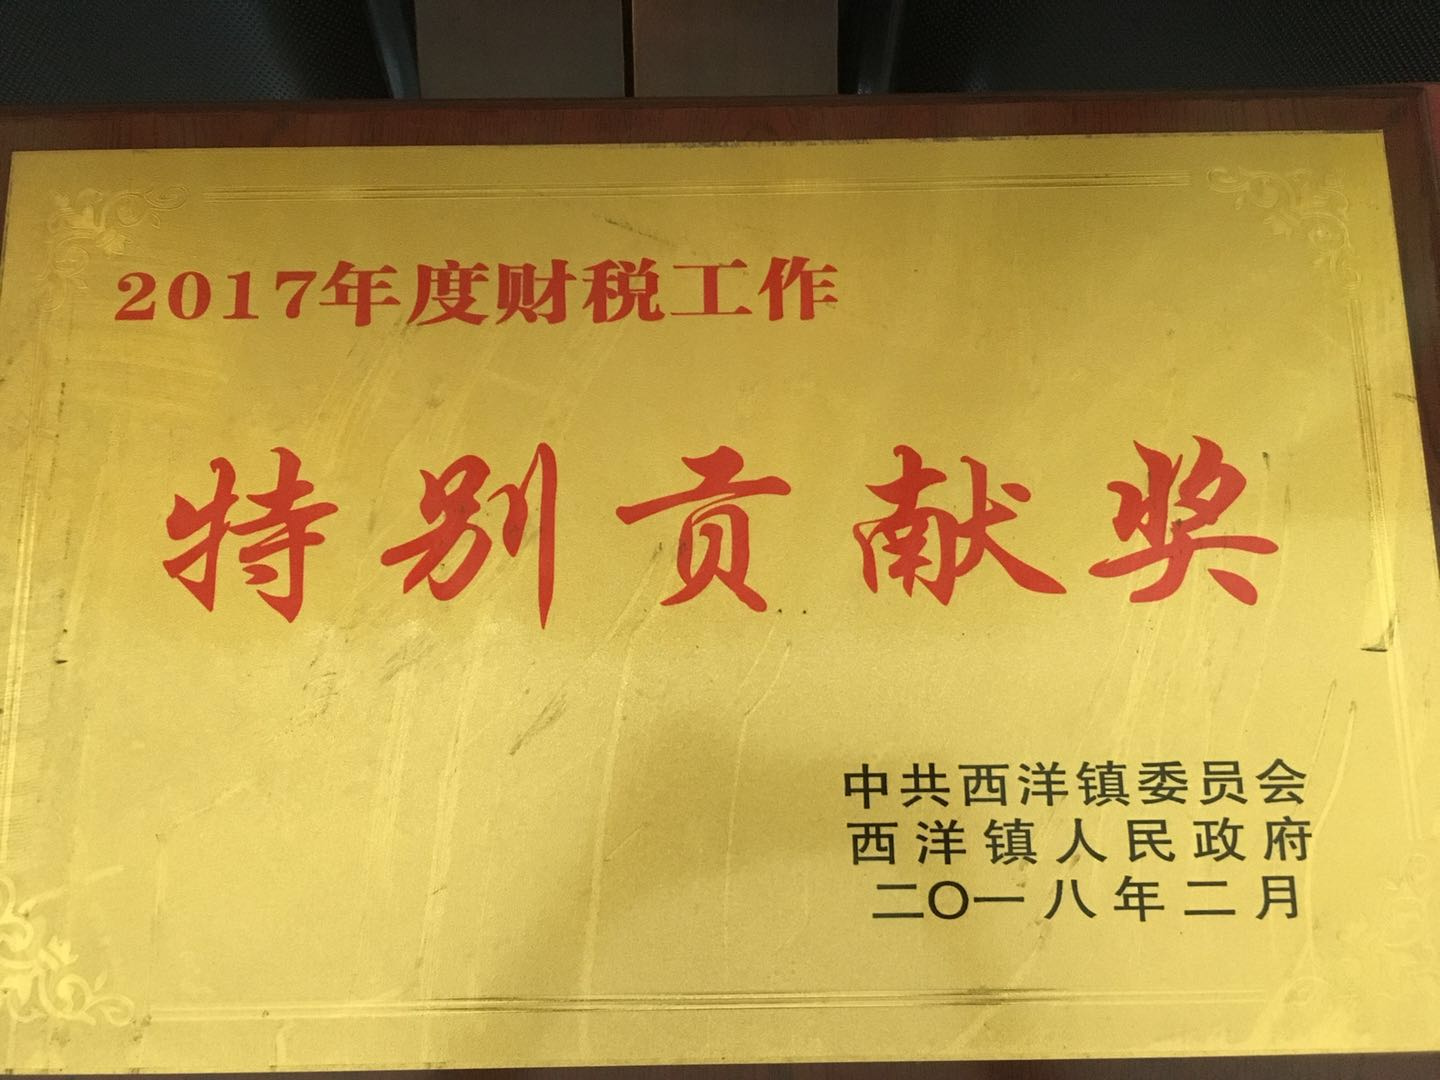 2017年度财税工作
特别贡献奖
中共西洋镇委员会
西洋镇人民政府
二〇一八年二月